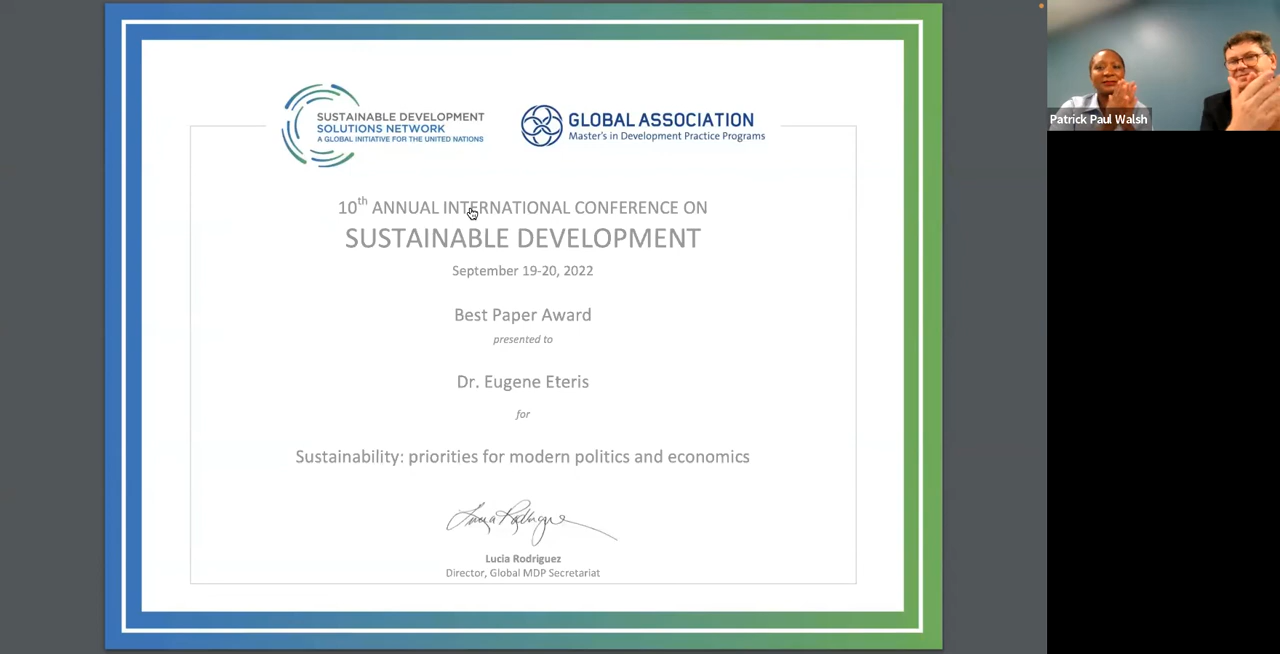 SUSTAINABLE DEVELOPMENT
SOLUTIONS NETWORK
A GLOBAL INITIATIVE FOR THE UNITED NATIONS
GLOBAL ASSOCIATION
Master's in Development Practice Programs
10th ANNUAL INTERNATIONAL CONFERENCE ON
SUSTAINABLE DEVELOPMENT
September 19-20, 2022
Best Paper Award
presented to
Dr. Eugene Eteris
for
Sustainability: priorities for modern politics and economics
Lucia Rodriguez
Lucia Rodriguez
Director, Global MDP Secretariat
Patrick Paul Walsh